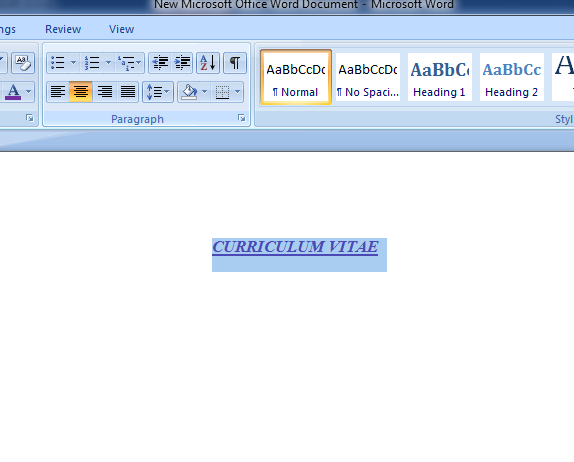 New Microsoft Office Word Document - Microsoft Word
ngs Review View
AaBbCcDc AaBbCcDc AaBbC AaBbCc
¶ Normal ¶ No Spaci... Heading 1 Heading 2
Paragraph Styl
CURRICULUM VITAE